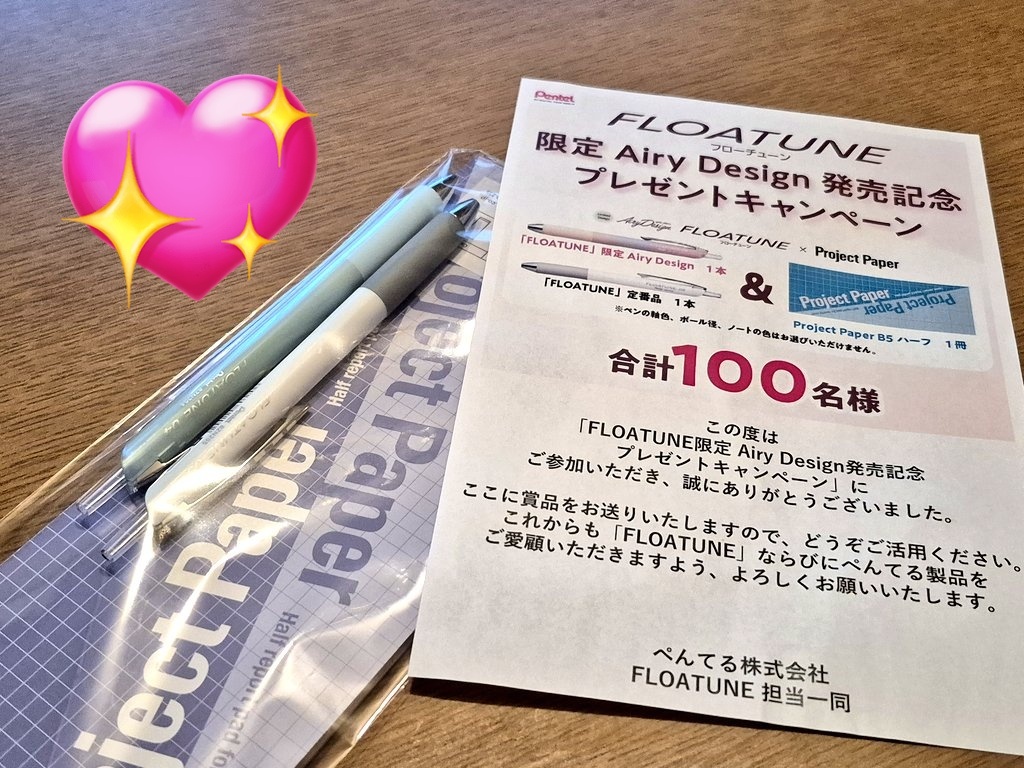 Pentel
FLOATUNE
フローチューン
限定 Airy Design 発売記念
プレゼントキャンペーン
Airy Design FLOATUNE × Project Paper
フローチューン
「FLOATUNE」限定 Airy Design 1本
「FLOATUNE」定番品 1本
&
Project Paper
Project Paper
Project Paper B5 ハーフ 1冊
※ペンの軸色、ボール径、ノートの色はお選びいただけません。
合計100名様
この度は
「FLOATUNE限定 Airy Design発売記念
プレゼントキャンペーン」に
ご参加いただき、誠にありがとうございました。
ここに賞品をお送りいたしますので、どうぞご活用ください。
これからも「FLOATUNE」ならびにぺんてる製品を
ご愛顧いただきますよう、よろしくお願いいたします。
ぺんてる株式会社
FLOATUNE 担当一同
FLOATUNE
oject Paper
Half repor
oject Paper
Half report pad fo